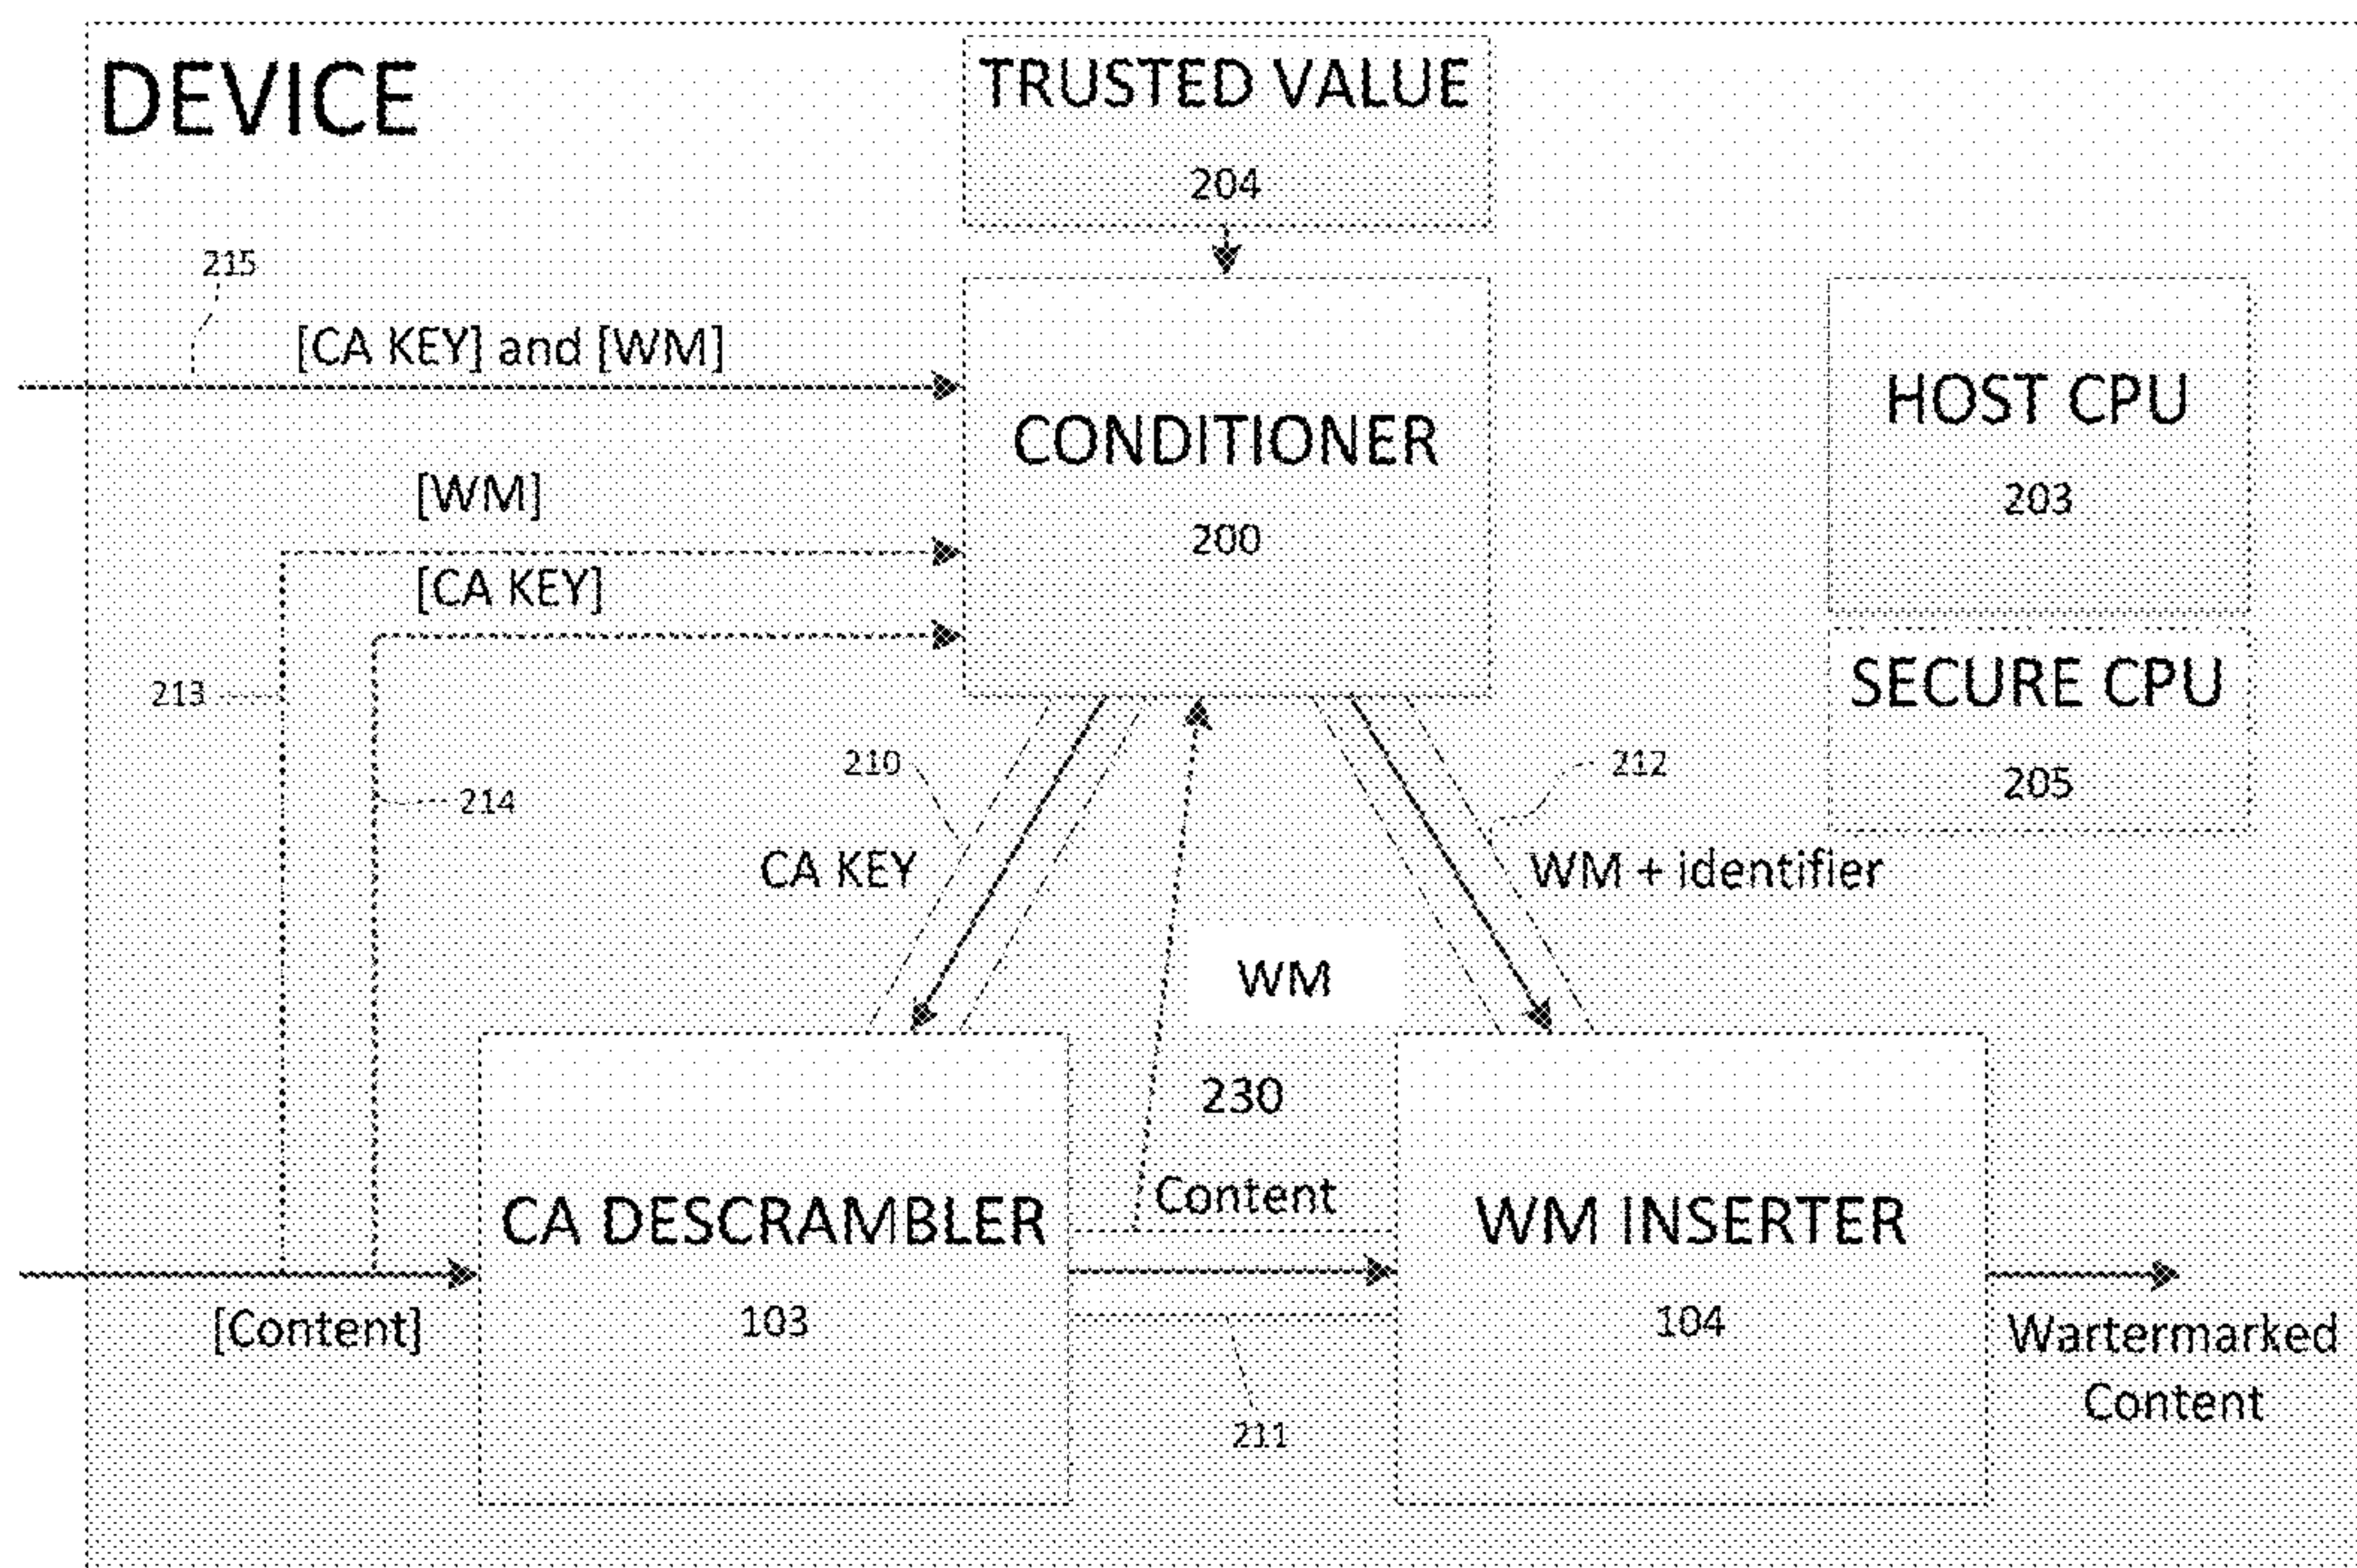 DEVICE
TRUSTED VALUE
204
215
[CA KEY] and [WM]
CONDITIONER
200
HOST CPU
203
[WM]
[CA KEY]
SECURE CPU
205
213
214
210
212
CA KEY
WM + identifier
WM
230
Content
CA DESCRAMBLER
103
WM INSERTER
104
[Content]
Wartermarked
Content
211